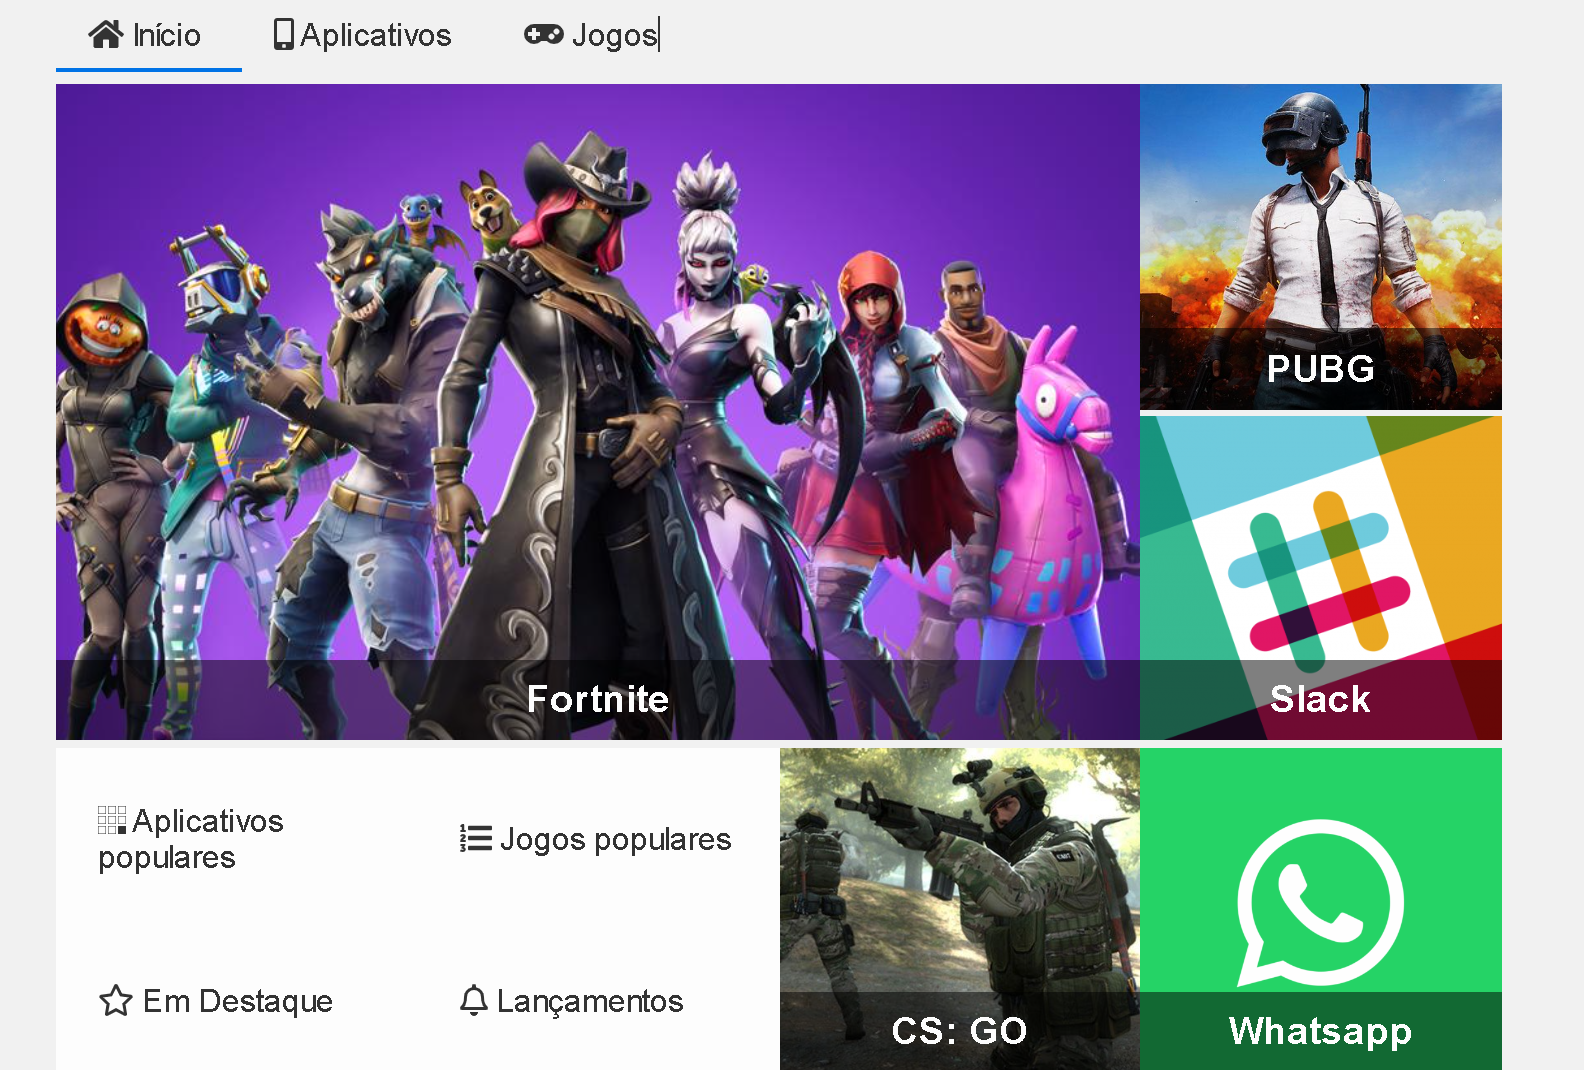 Início
Aplicativos
Jogos
PUBG
Fortnite
Slack
Aplicativos
populares
Jogos populares
Em Destaque
Lançamentos
CS: GO
Whatsapp